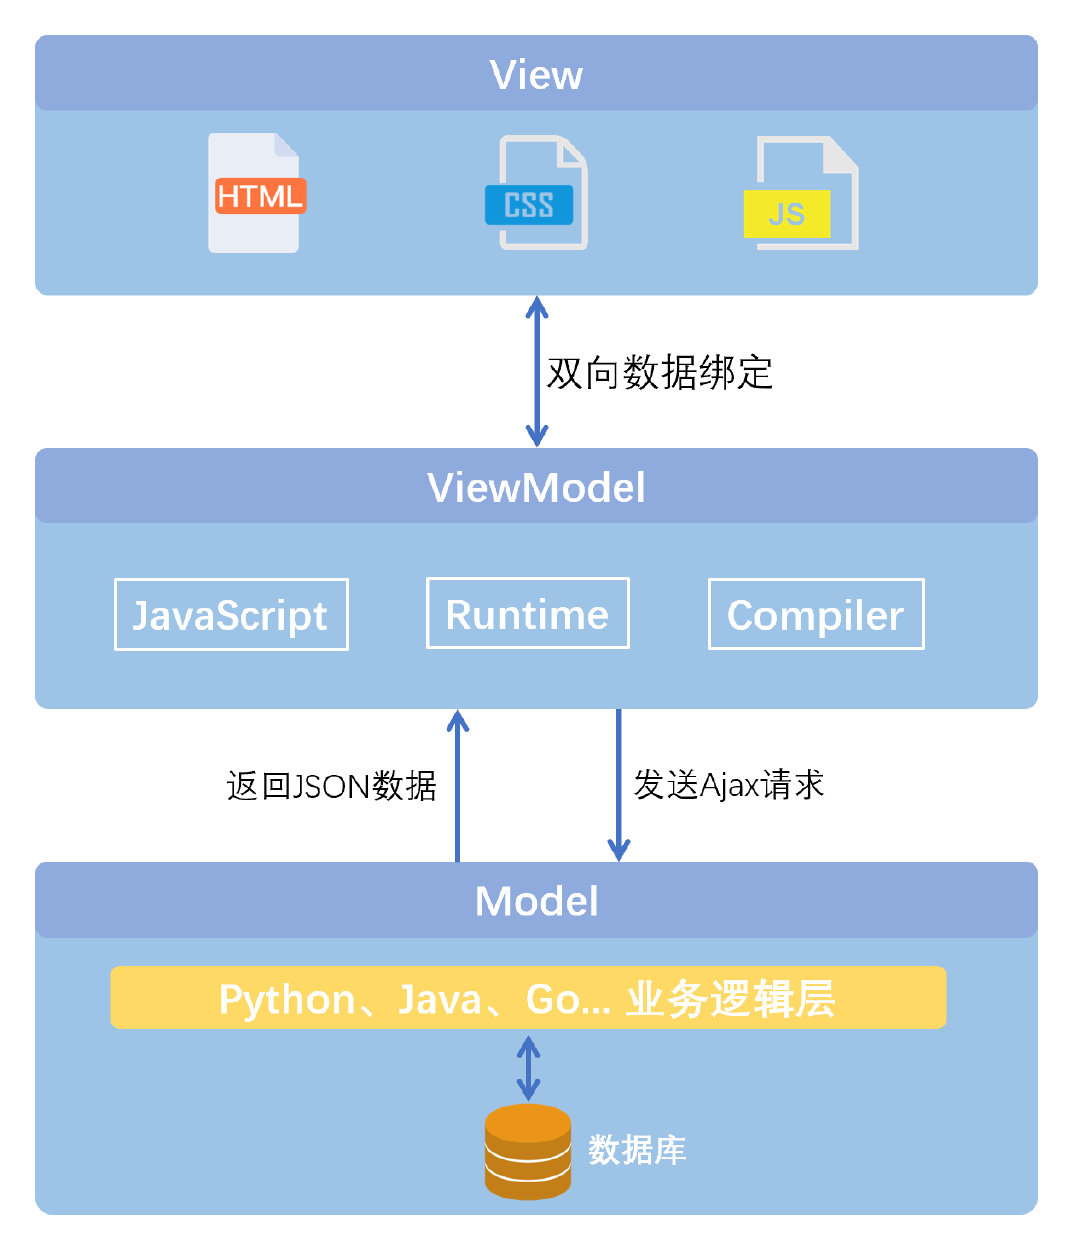 View
HTML
CSS
JS
双向数据绑定
ViewModel
JavaScript
Runtime
Compiler
返回JSON数据
发送Ajax请求
Model
Python、Java、Go... 业务逻辑层
数据库